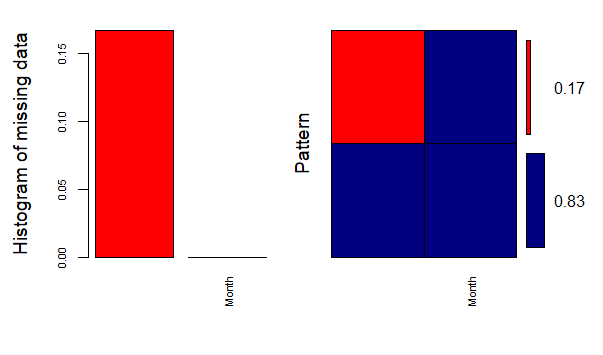 Histogram of missing data
0.15
0.10
0.05
0.00
Month
Pattern
Month
0.17
0.83